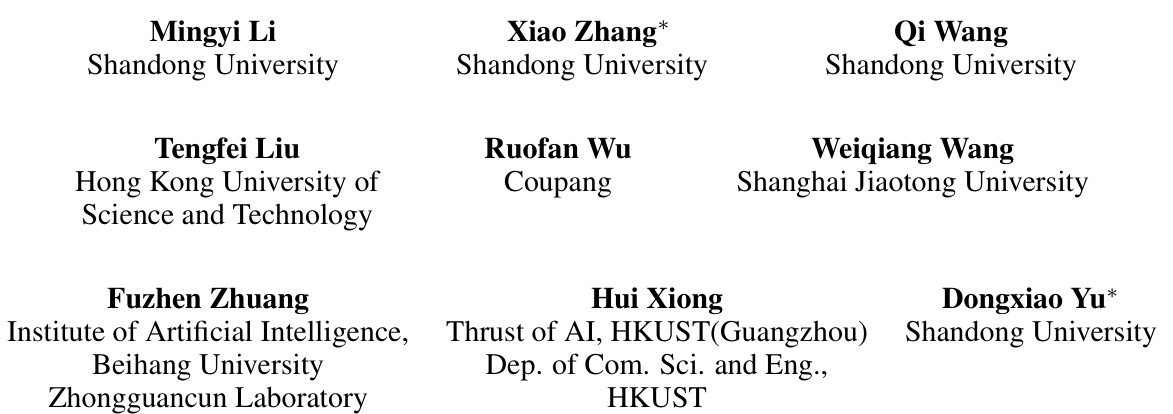 Mingyi Li
Shandong University
Xiao Zhang*
Shandong University
Qi Wang
Shandong University
Tengfei Liu
Hong Kong University of
Science and Technology
Ruofan Wu
Coupang
Weiqiang Wang
Shanghai Jiaotong University
Fuzhen Zhuang
Institute of Artificial Intelligence,
Beihang University
Zhongguancun Laboratory
Hui Xiong
Thrust of AI, HKUST(Guangzhou)
Dep. of Com. Sci. and Eng.,
HKUST
Dongxiao Yu*
Shandong University